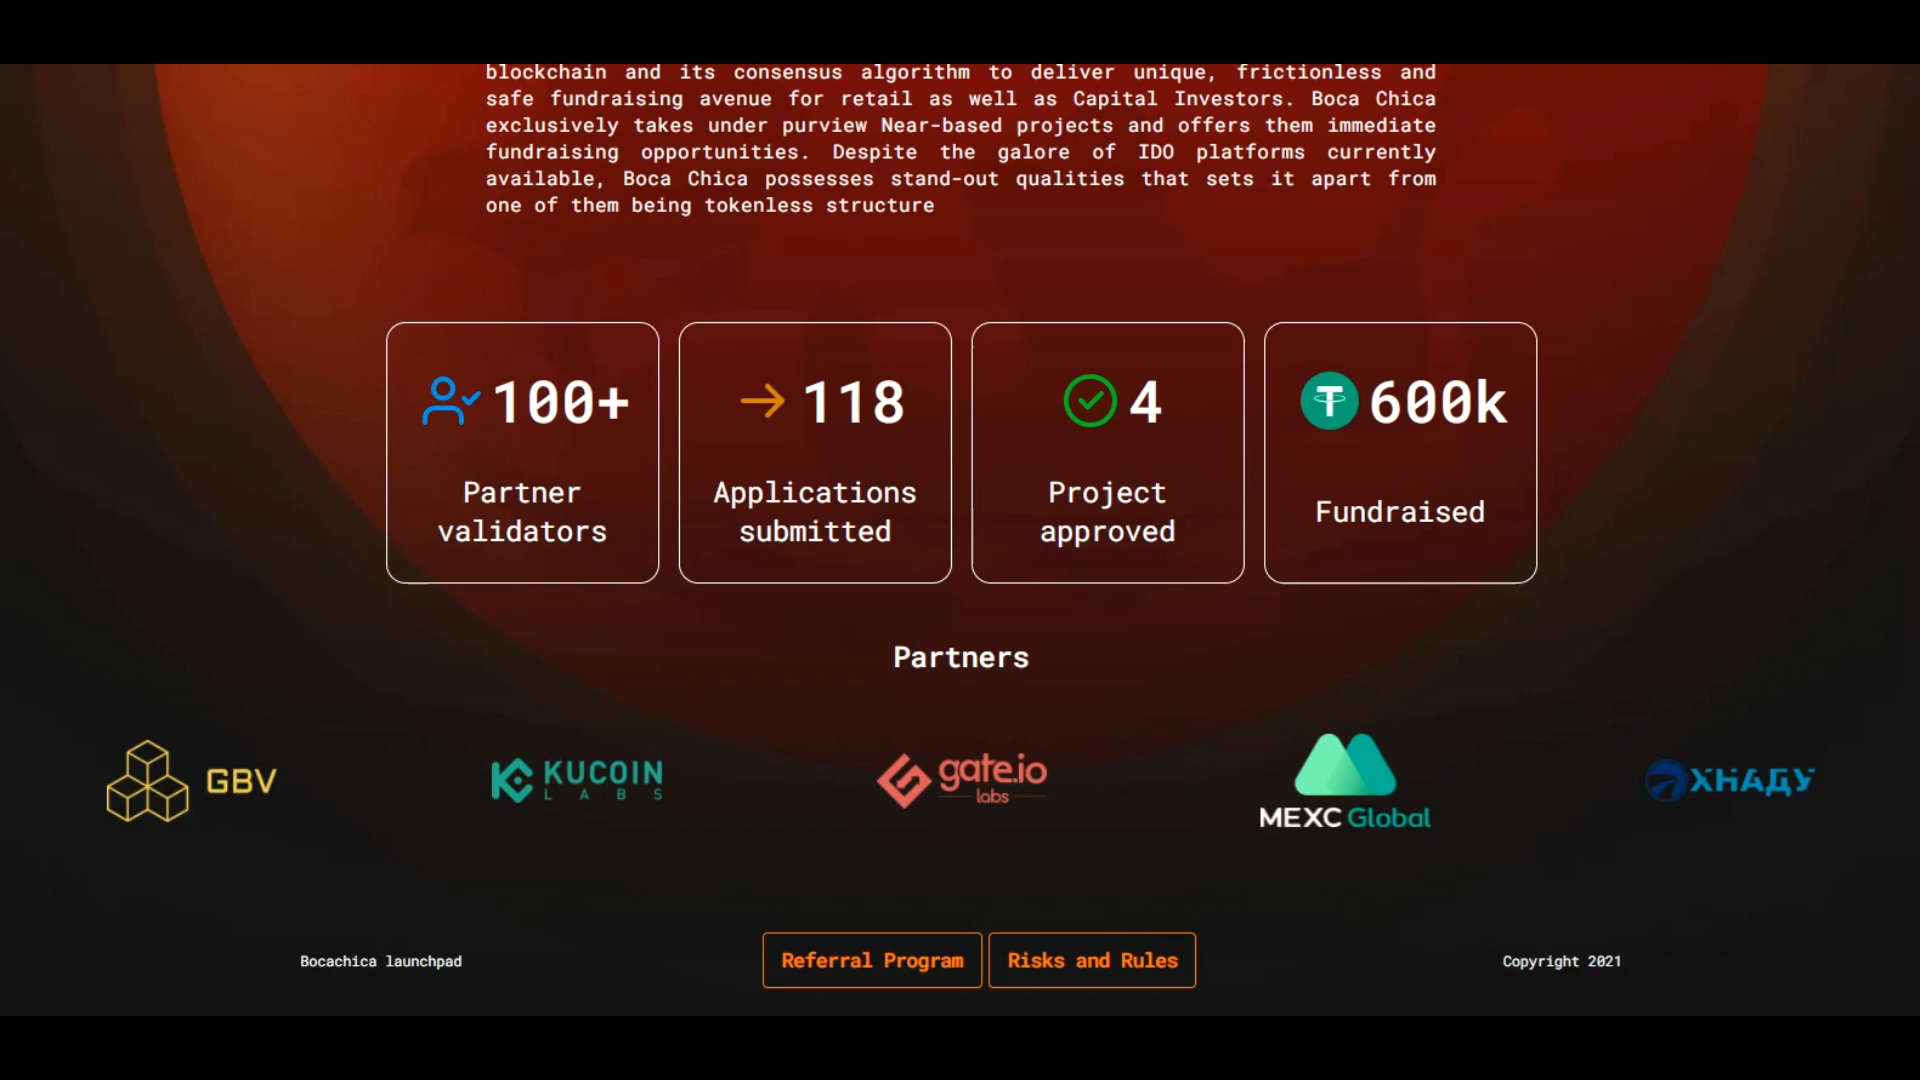 blockchain and its consensus algorithm to deliver unique, frictionless and
safe fundraising avenue for retail as well as Capital Investors. Boca Chica
exclusively takes under purview Near-based projects and offers them immediate
fundraising opportunities. Despite the galore of IDO platforms currently
available, Boca Chica possesses stand-out qualities that sets it apart from
one of them being tokenless structure
100+
Partner
validators
118
Applications
submitted
4
Project
approved
600k
Fundraised
Partners
GBV
KUCOIN
LABS
gate.io
labs
MEXC Global
ХНАДУ
Bocachica launchpad
Referral Program
Risks and Rules
Copyright 2021